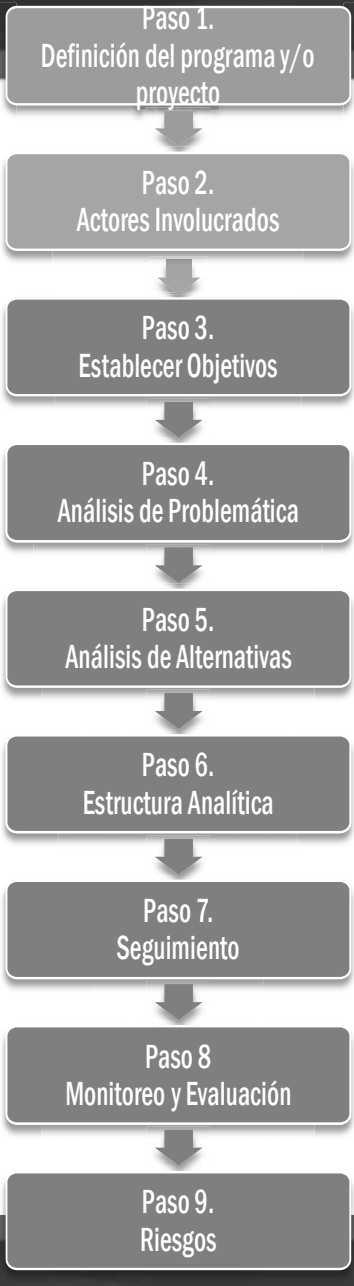 Paso 1.
Definición del programa y/o
proyecto
Paso 2.
Actores Involucrados
Paso 3.
Establecer Objetivos
Paso 4.
Análisis de Problemática
Paso 5.
Análisis de Alternativas
Paso 6.
Estructura Analítica
Paso 7.
Seguimiento
Paso 8
Monitoreo y Evaluación
Paso 9.
Riesgos